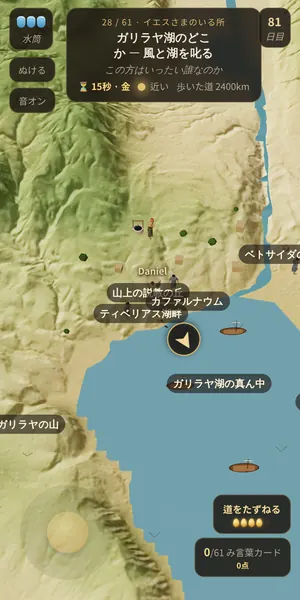 水筒
ぬける
音オン
28 / 61 · イエスさまのいる所
ガリラヤ湖のどこ
か — 風と湖を叱る
この方はいったい誰なのか
15秒・金 近い 歩いた道 2400km
81
日目
ベトサイダの
Daniel
山上の説教の丘
カファルナウム
ティベリアス湖畔
ガリラヤ湖の真ん中
ガリラヤの山
道をたずねる
0/61 み言葉カード
0点